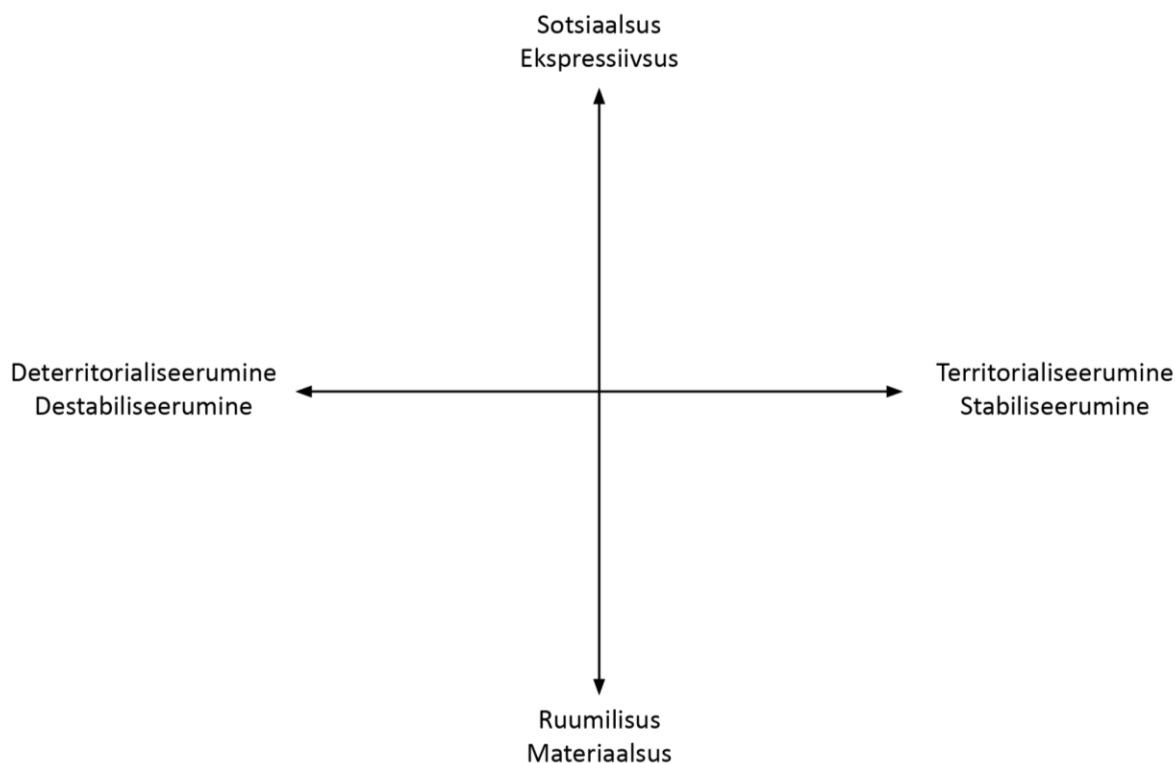 Sotsiaalsus
Ekspressiivsus
Deterritorialiseerumine
Destabiliseerumine
Territorialiseerumine
Stabiliseerumine
Ruumilisus
Materiaalsus